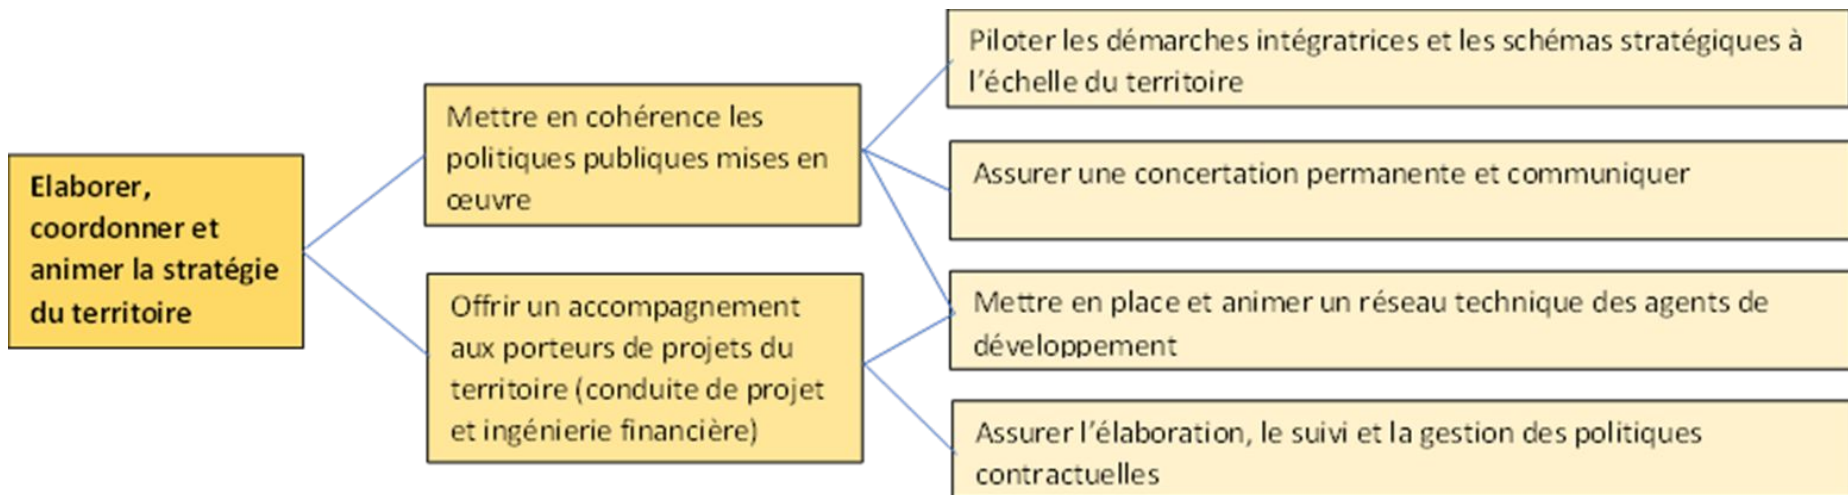 Elaborer,
coordonner et
animer la stratégie
du territoire
Mettre en cohérence les
politiques publiques mises en
œuvre
Offrir un accompagnement
aux porteurs de projets du
territoire (conduite de projet
et ingénierie financière)
Piloter les démarches intégratrices et les schémas stratégiques à
l'échelle du territoire
Assurer une concertation permanente et communiquer
Mettre en place et animer un réseau technique des agents de
développement
Assurer l'élaboration, le suivi et la gestion des politiques
contractuelles